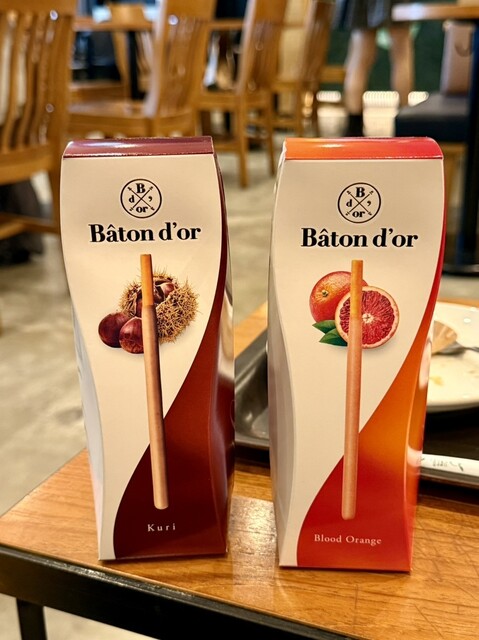 B
d '
or
Bâton d'or
Kuri
B
d '
or
Bâton d'or
Blood Orange